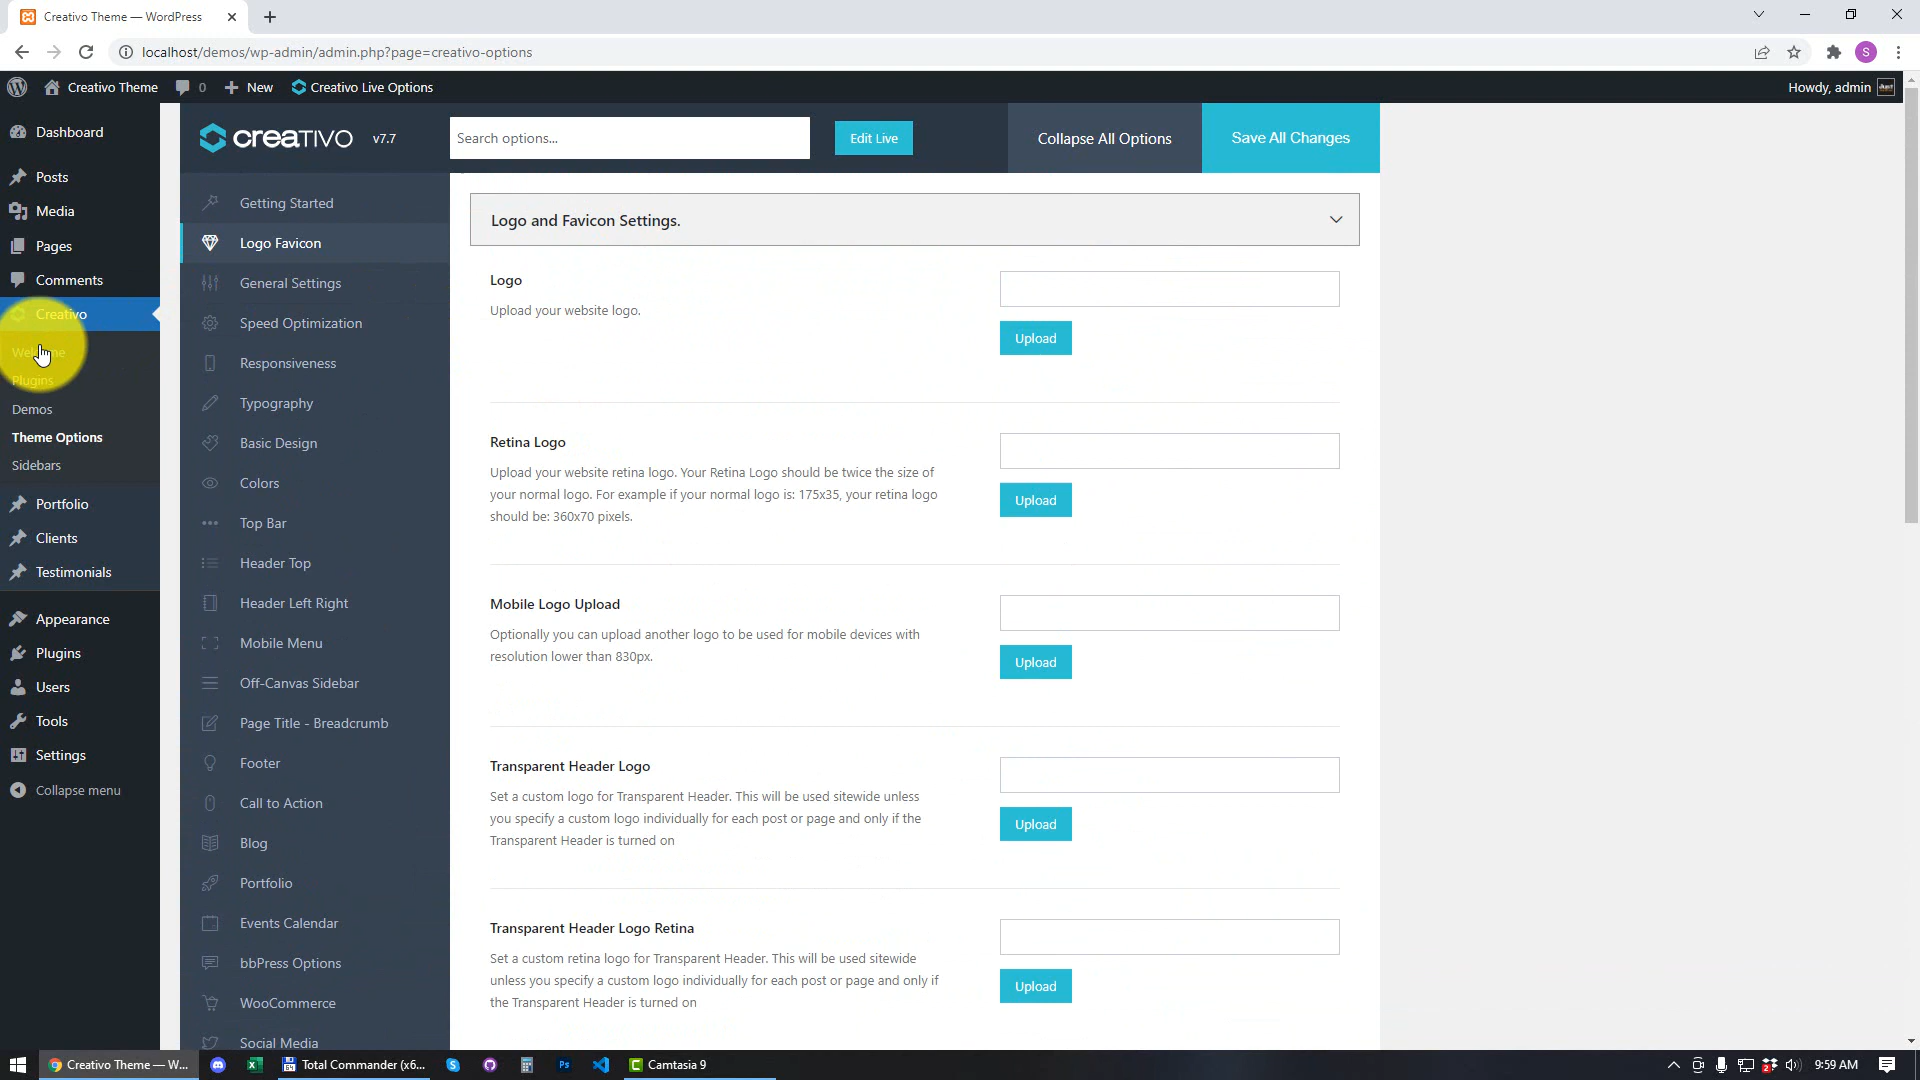 Creativo Theme — WordPress
localhost/demos/wp-admin/admin.php?page=creativo-options
S
Creativo Theme
0
New
Creativo Live Options
Howdy, admin
Dashboard
Posts
Media
Pages
Comments
Creativo
Welcome
Plugins
Demos
Theme Options
Sidebars
Portfolio
Clients
Testimonials
Appearance
Plugins
Users
Tools
Settings
Collapse menu
creaTIVO
v7.7
Search options...
Edit Live
Collapse All Options
Save All Changes
Getting Started
Logo Favicon
General Settings
Speed Optimization
Responsiveness
Typography
Basic Design
Colors
Top Bar
Header Top
Header Left Right
Mobile Menu
Off-Canvas Sidebar
Page Title - Breadcrumb
Footer
Call to Action
Blog
Portfolio
Events Calendar
bbPress Options
WooCommerce
Social Media
Logo and Favicon Settings.
Logo
Upload your website logo.
Upload
Retina Logo
Upload your website retina logo. Your Retina Logo should be twice the size of
your normal logo. For example if your normal logo is: 175x35, your retina logo
should be: 360x70 pixels.
Upload
Mobile Logo Upload
Optionally you can upload another logo to be used for mobile devices with
resolution lower than 830px.
Upload
Transparent Header Logo
Set a custom logo for Transparent Header. This will be used sitewide unless
you specify a custom logo individually for each post or page and only if the
Transparent Header is turned on
Upload
Transparent Header Logo Retina
Set a custom retina logo for Transparent Header. This will be used sitewide
unless you specify a custom logo individually for each post or page and only if
the Transparent Header is turned on
Upload
Creativo Theme — W...
Total Commander (x6...
Ps
Camtasia 9
2
9:59 AM